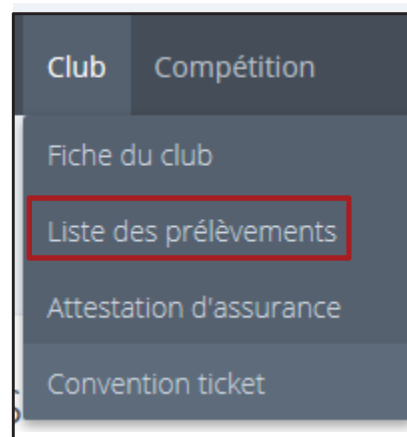 Club Compétition
Fiche du club
Liste des prélèvements
Attestation d'assurance
Convention ticket